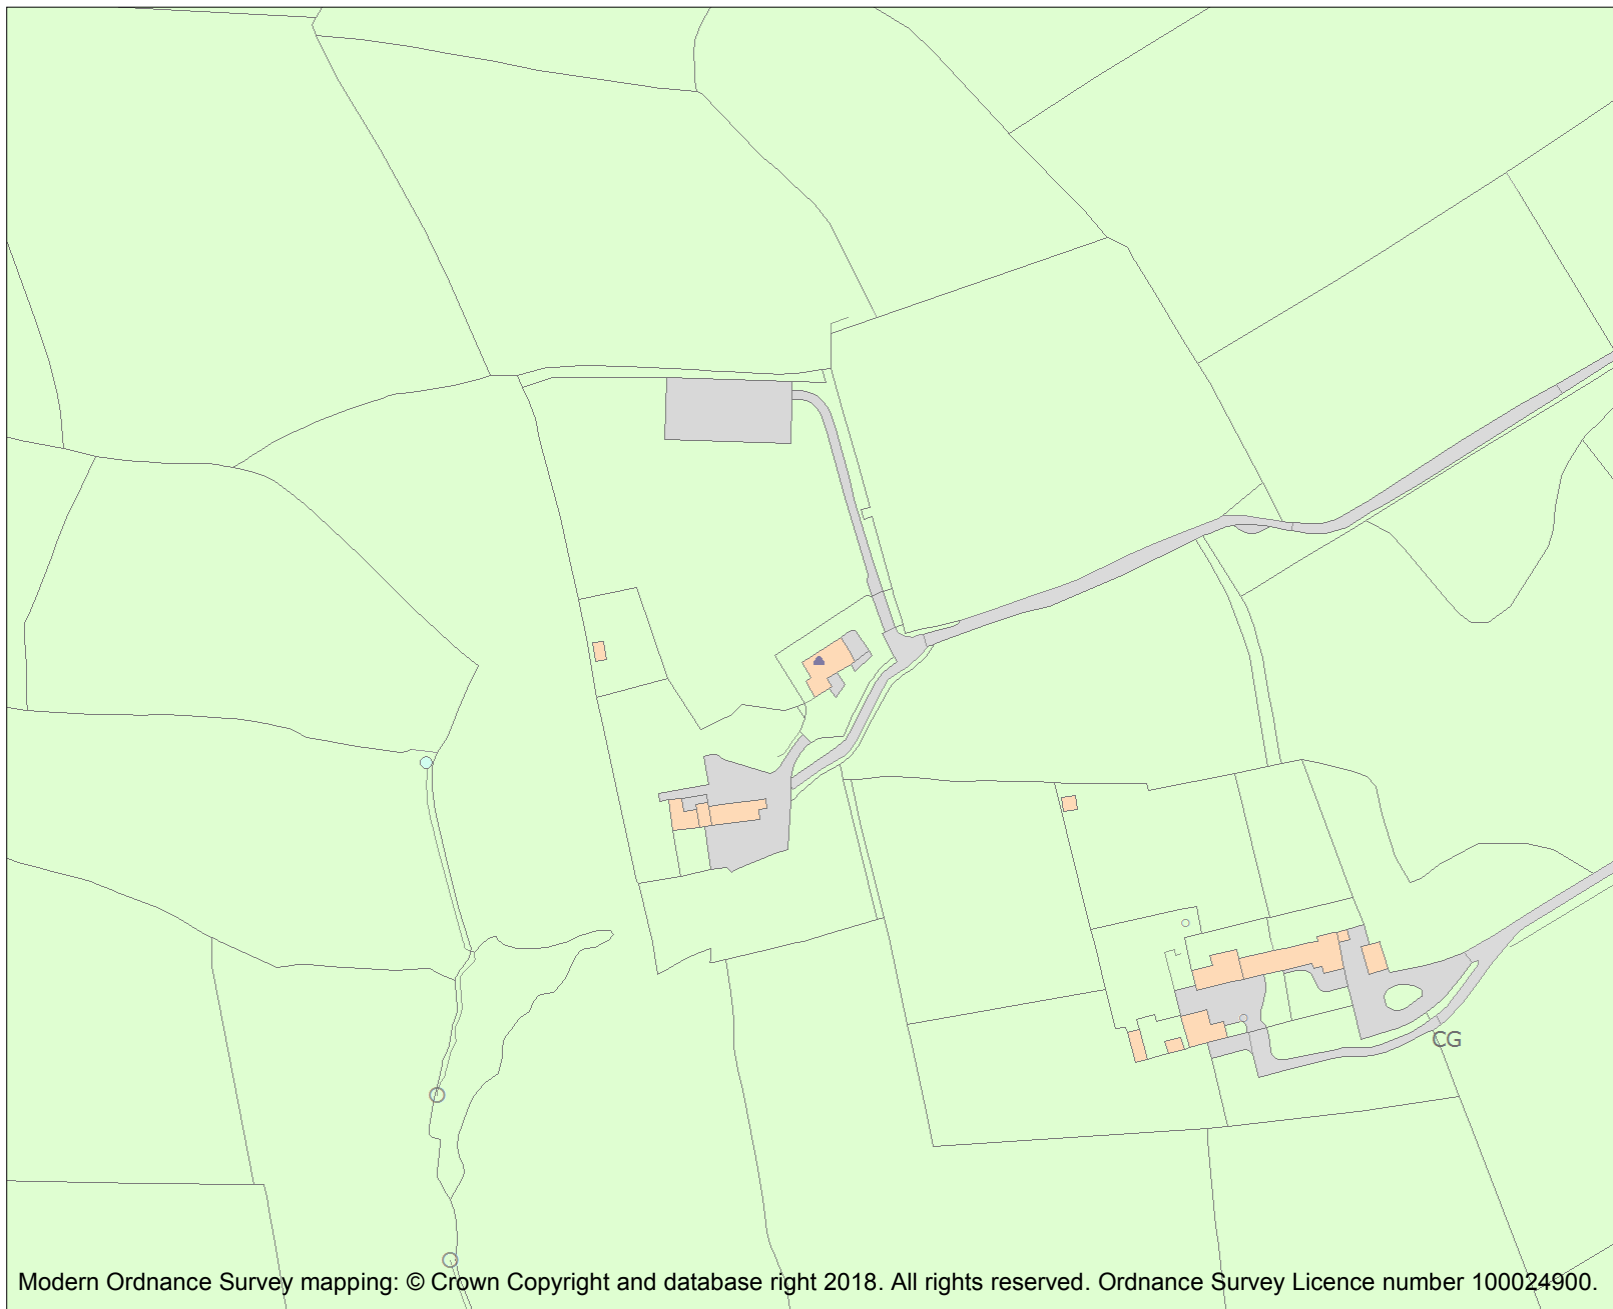 CG
Modern Ordnance Survey mapping: © Crown Copyright and database right 2018. All rights reserved. Ordnance Survey Licence number 100024900.